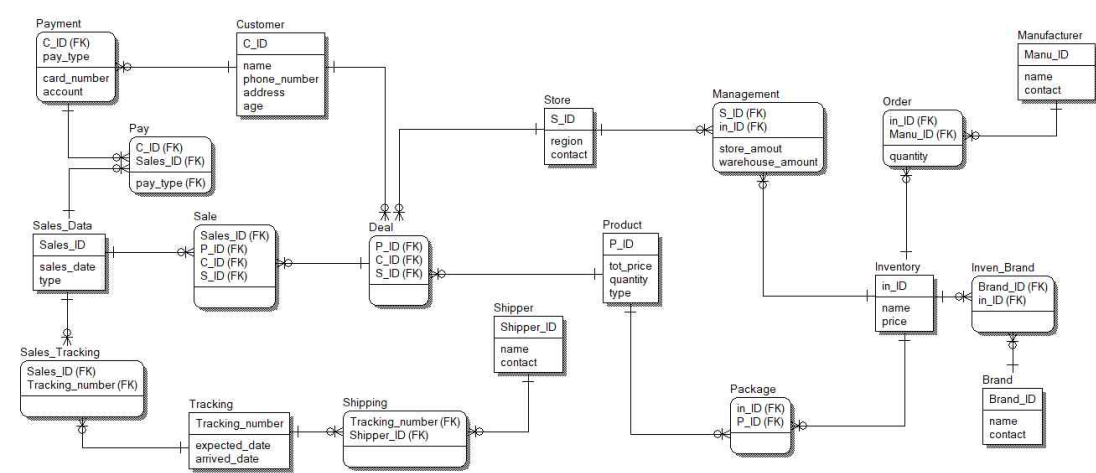 Payment
C_ID (FK)
pay_type
card_number
account
Customer
C_ID
name
phone_number
address
age
Pay
C_ID (FK)
Sales_ID (FK)
pay_type (FK)
Store
S_ID
region
contact
Management
S_ID (FK)
in_ID (FK)
store_amout
warehouse_amount
Order
in_ID (FK)
Manu_ID (FK)
quantity
Manufacturer
Manu_ID
name
contact
Sales_Data
Sales_ID
sales_date
type
Sale
Sales_ID (FK)
P_ID (FK)
C_ID (FK)
S_ID (FK)
Deal
P_ID (FK)
C_ID (FK)
S_ID (FK)
Product
P_ID
tot_price
quantity
type
Inventory
in_ID
name
price
Inven_Brand
Brand_ID (FK)
in_ID (FK)
Shipper
Shipper_ID
name
contact
Sales_Tracking
Sales_ID (FK)
Tracking_number (FK)
Tracking
Tracking_number
expected_date
arrived_date
Shipping
Tracking_number (FK)
Shipper_ID (FK)
Package
in_ID (FK)
P_ID (FK)
Brand
Brand_ID
name
contact